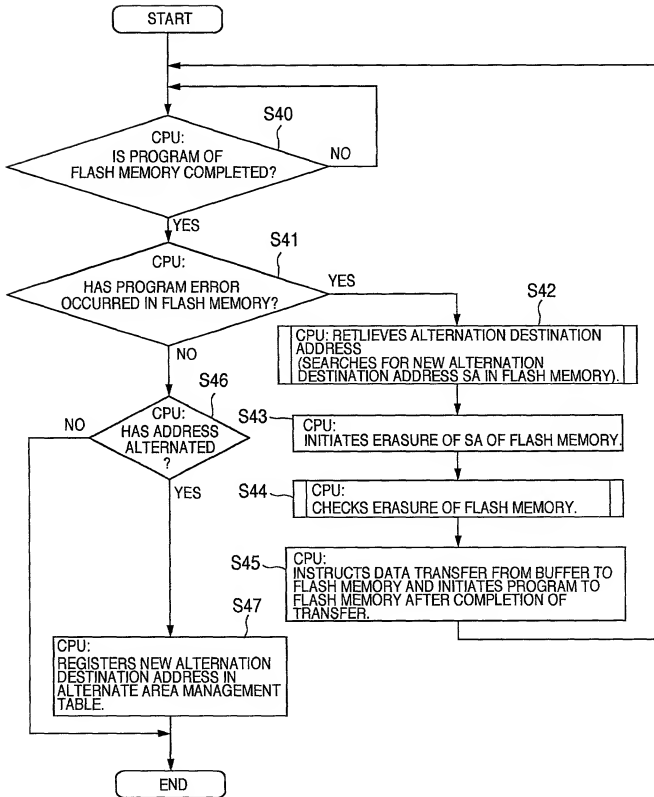 START
S40
CPU:
IS PROGRAM OF
FLASH MEMORY COMPLETED?
NO
YES
S41
CPU:
HAS PROGRAM ERROR
OCCURRED IN FLASH MEMORY?
YES
NO
S42
CPU: RETLIEVES ALTERNATION DESTINATION
ADDRESS
(SEARCHES FOR NEW ALTERNATION
DESTINATION ADDRESS SA IN FLASH MEMORY).
S43
CPU:
INITIATES ERASURE OF SA OF FLASH MEMORY.
S44
CPU:
CHECKS ERASURE OF FLASH MEMORY.
S45
CPU:
INSTRUCTS DATA TRANSFER FROM BUFFER TO
FLASH MEMORY AND INITIATES PROGRAM TO
FLASH MEMORY AFTER COMPLETION OF
TRANSFER.
S46
CPU:
HAS ADDRESS
ALTERNATED
?
NO
YES
S47
CPU:
REGISTERS NEW ALTERNATION
DESTINATION ADDRESS IN
ALTERNATE AREA MANAGEMENT
TABLE.
END